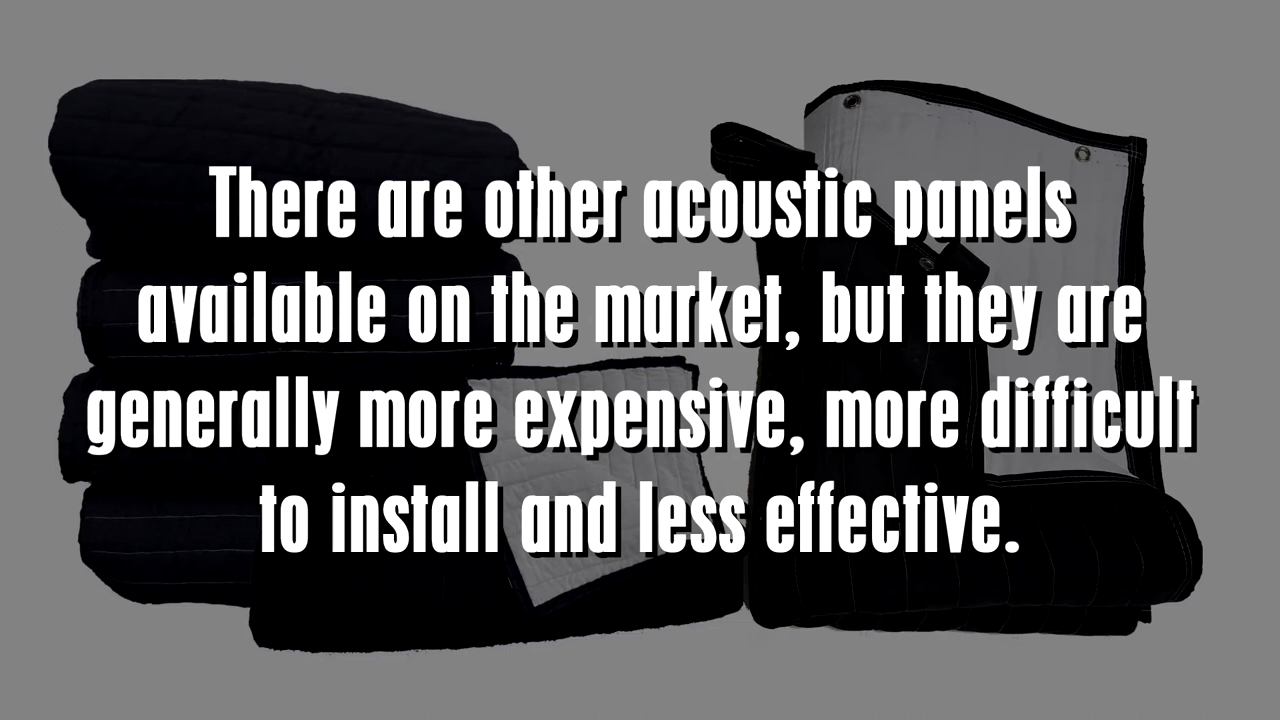 There are other acoustic panels
available on the market, but they are
generally more expensive, more difficult
to install and less effective.